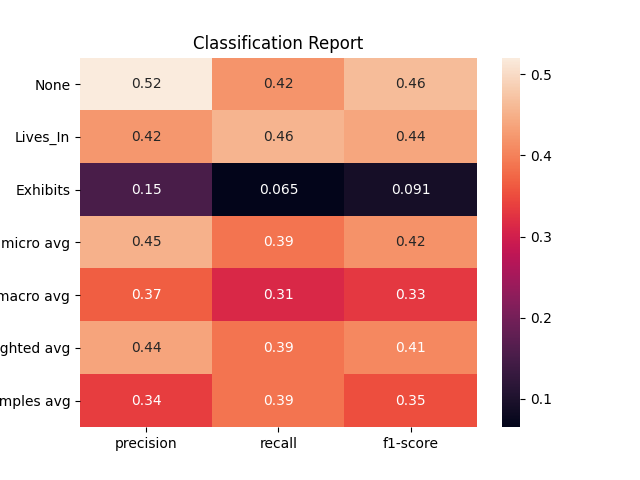 Classification Report
None 0.52 0.42 0.46
Lives_In 0.42 0.46 0.44
Exhibits 0.15 0.065 0.091
micro avg 0.45 0.39 0.42
macro avg 0.37 0.31 0.33
ghted avg 0.44 0.39 0.41
mples avg 0.34 0.39 0.35
precision recall f1-score
0.5
0.4
0.3
0.2
0.1